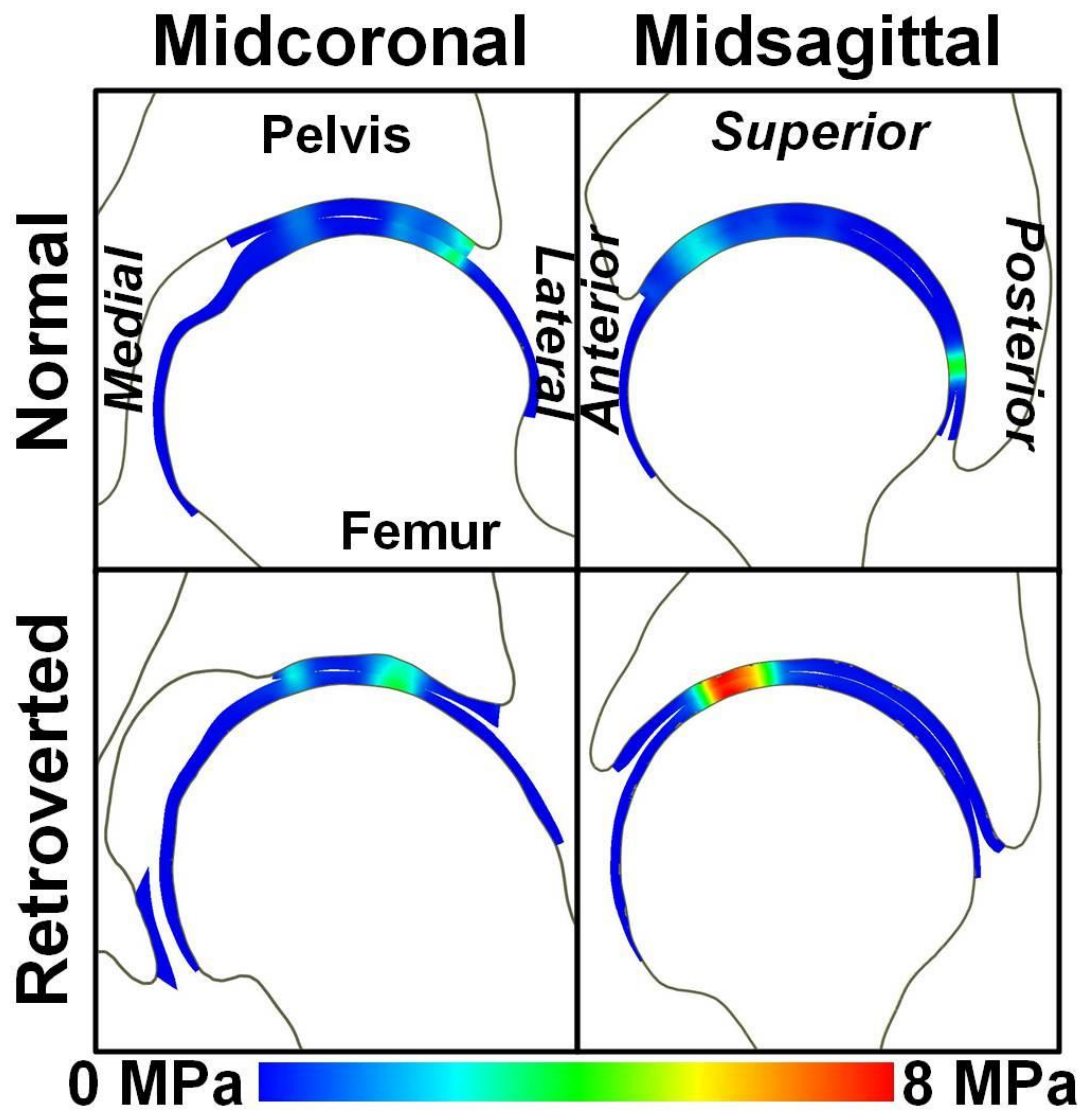 Midcoronal
Midsagittal
Normal
Pelvis
Medial
Lateral
Femur
Superior
Anterior
Posterior
Retroverted
0 MPa
8 MPa